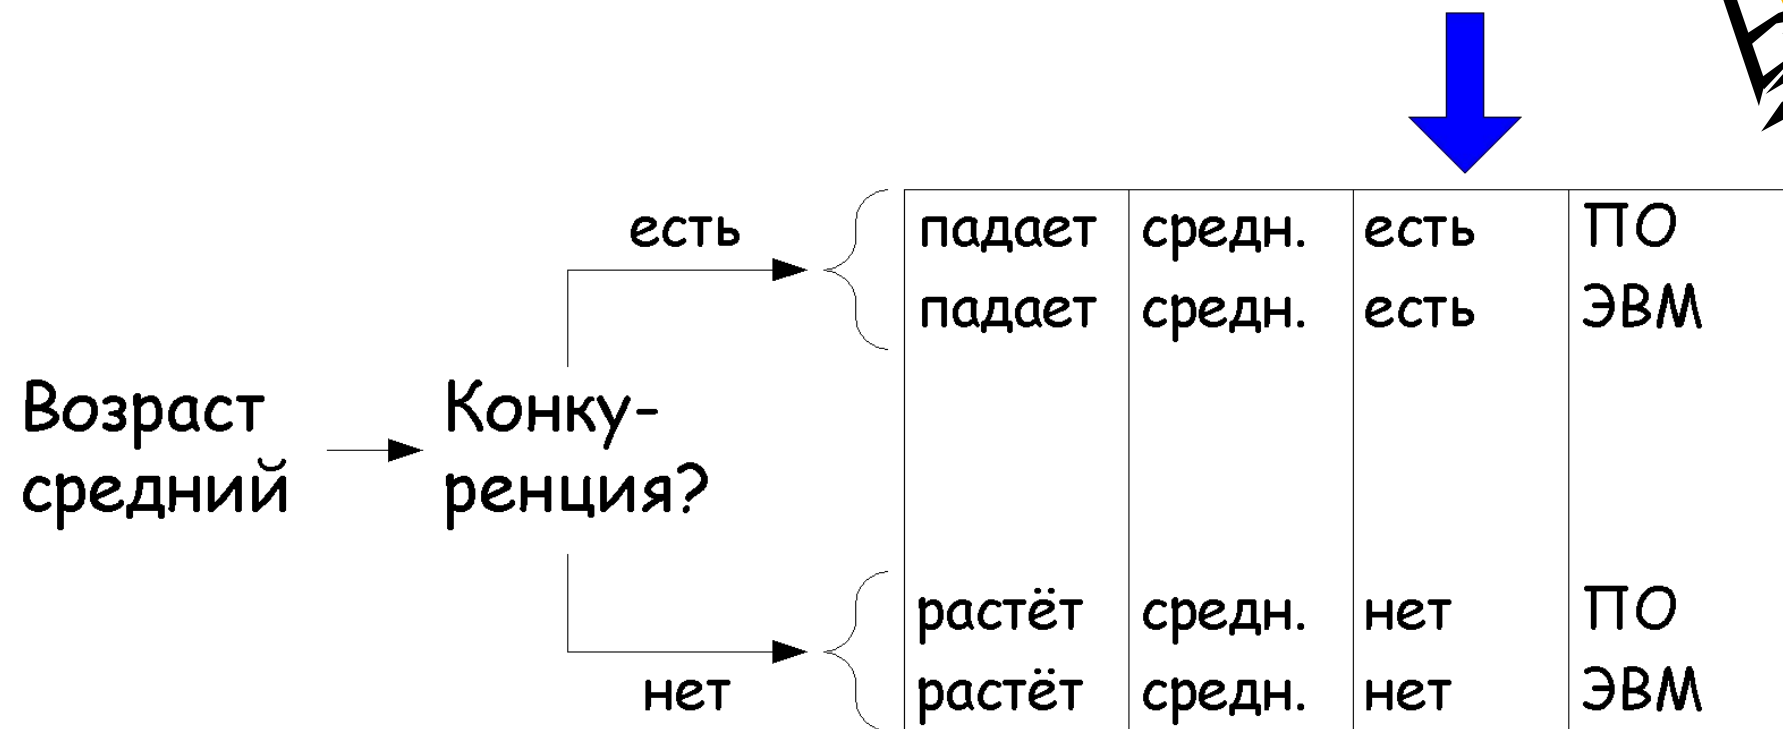 есть
падает средн. есть ПО
падает средн. есть ЭВМ
Возраст
средний
Конку-
ренция?
растёт средн. нет ПО
нет
растёт средн. нет ЭВМ